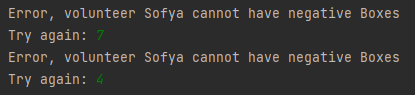 Error, volunteer Sofya cannot have negative Boxes
Try again: 7
Error, volunteer Sofya cannot have negative Boxes
Try again: 4